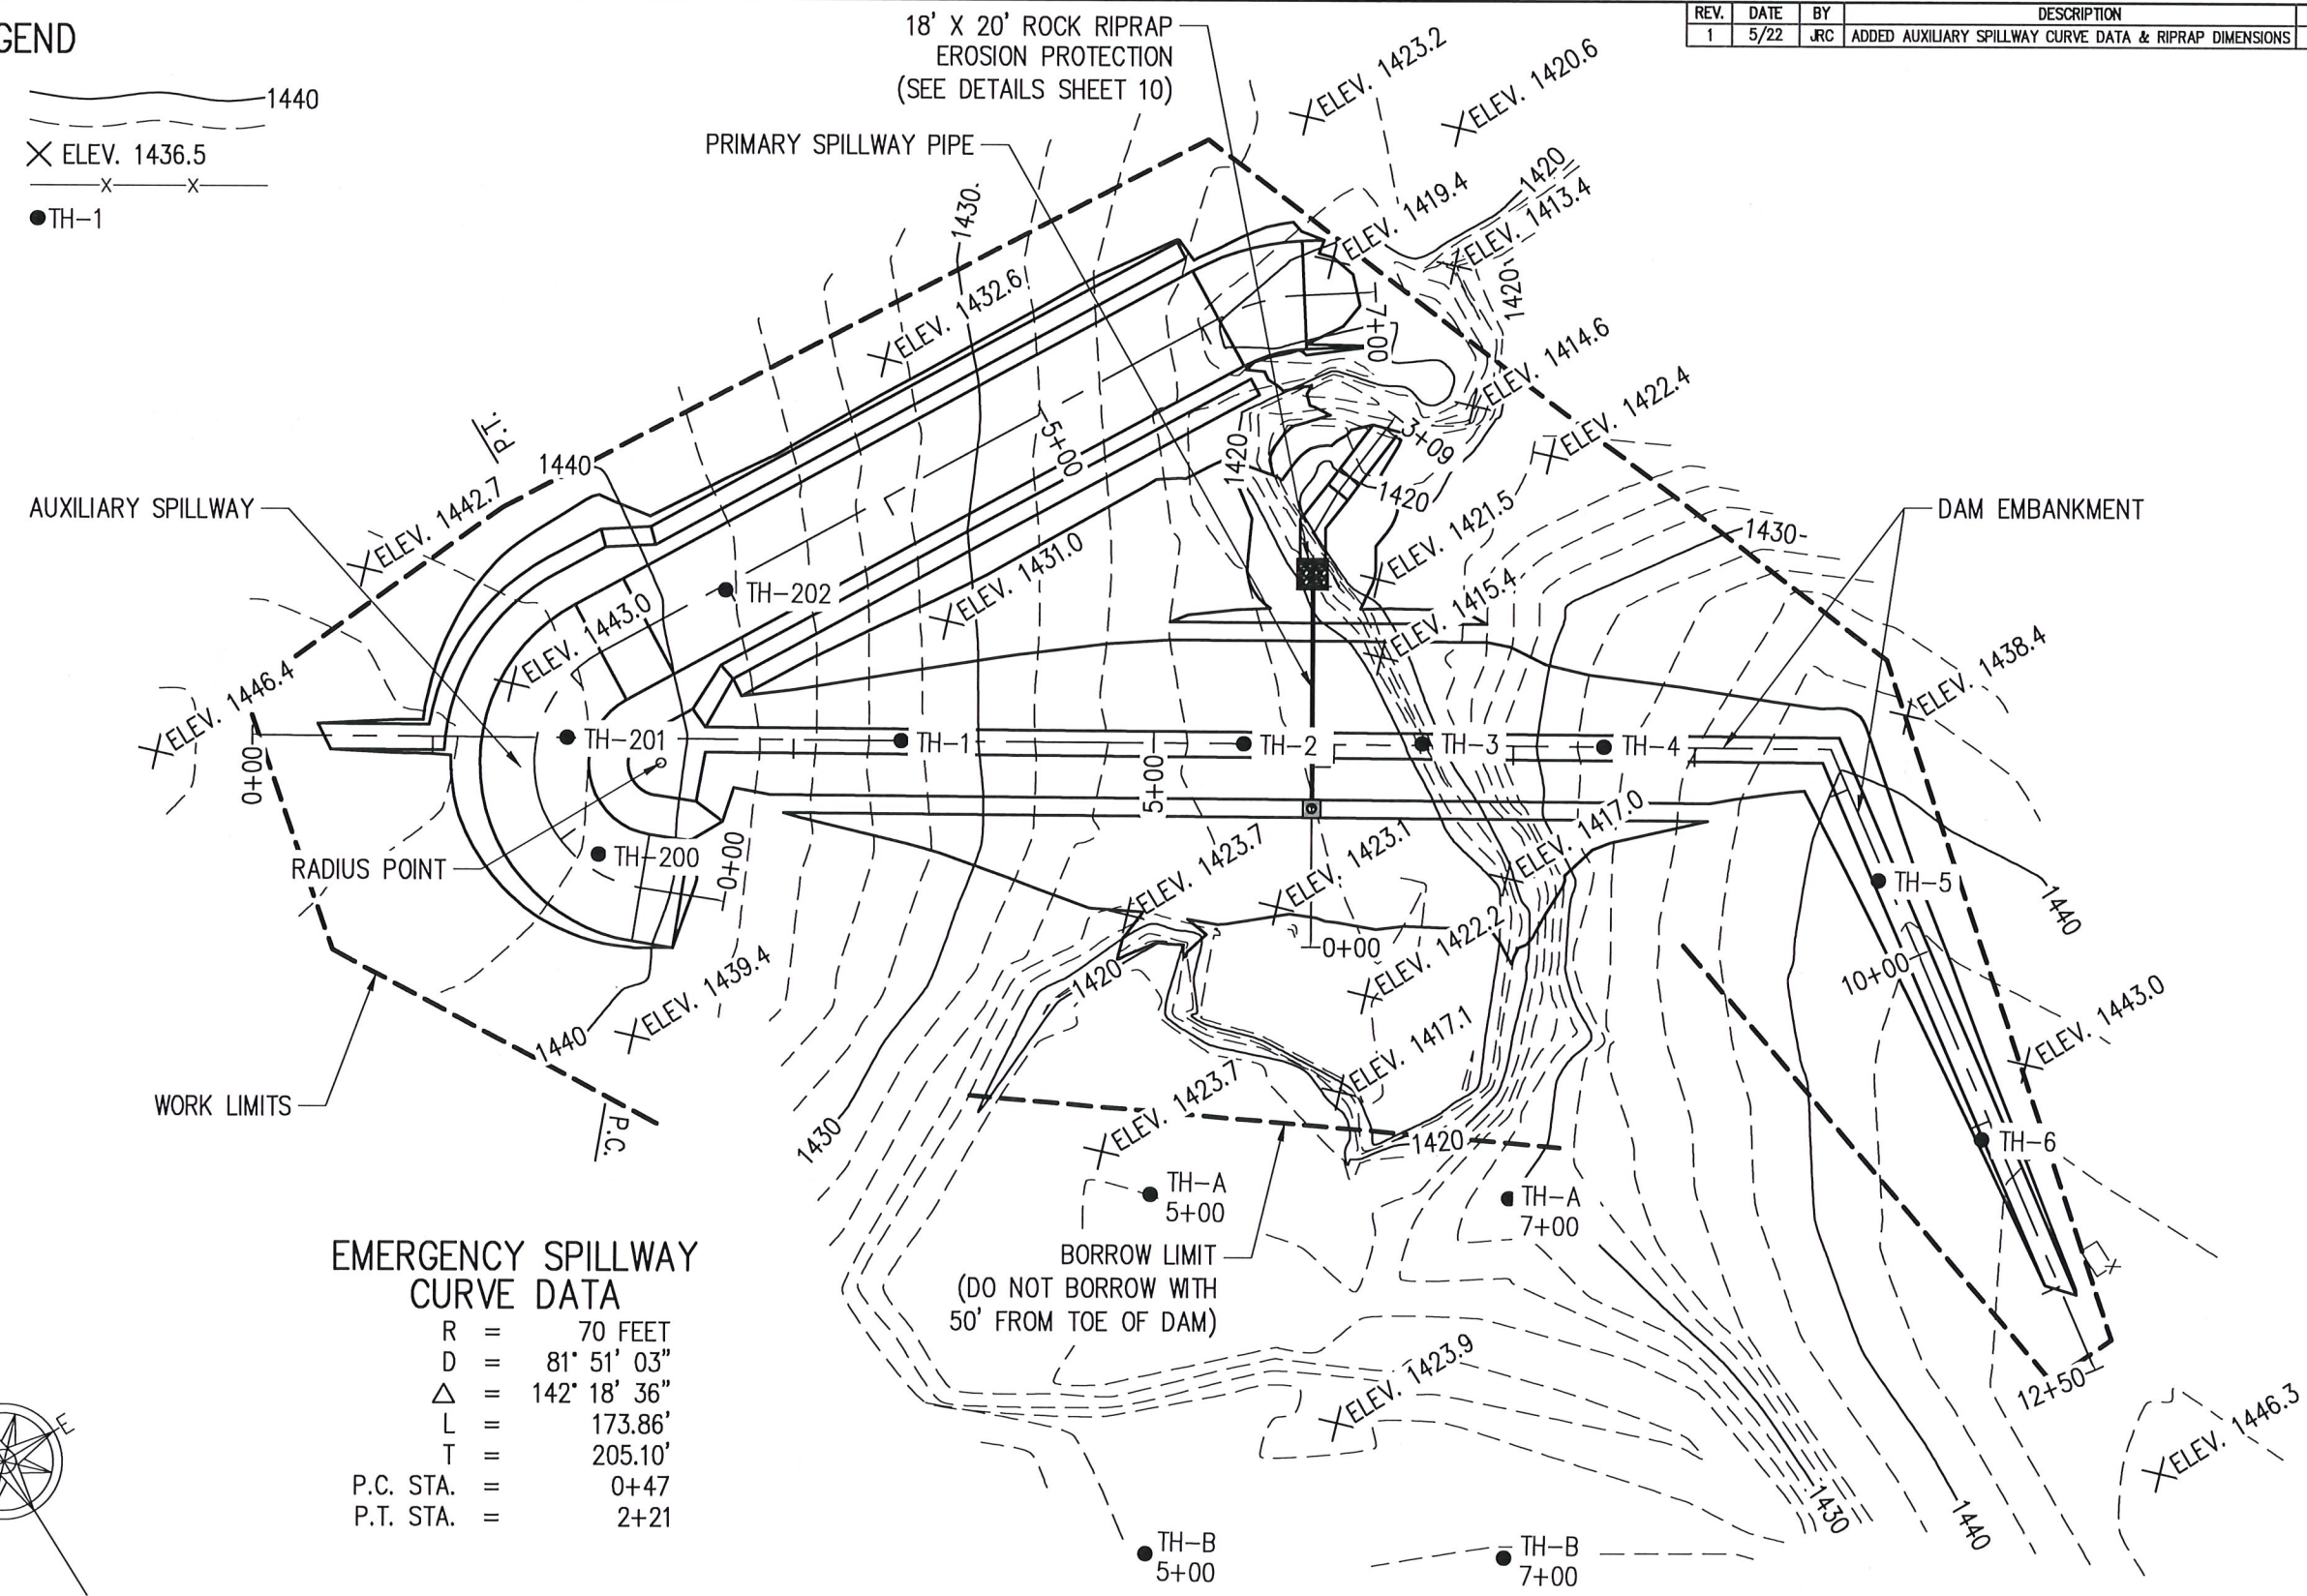 GEND
1440
ELEV. 1436.5
X X
TH-1
REV. DATE BY DESCRIPTION
1 5/22 JRC ADDED AUXILIARY SPILLWAY CURVE DATA & RIPRAP DIMENSIONS
18' X 20' ROCK RIPRAP
EROSION PROTECTION
(SEE DETAILS SHEET 10)
PRIMARY SPILLWAY PIPE
ELEV. 1423.2
ELEV. 1420.6
1420
ELEV. 1419.4
ELEV. 1413.4
1430
ELEV. 1432.6
1420
7+00
ELEV. 1414.6
ELEV. 1422.4
P.T.
1440
5+00
1420
3+09
1420
ELEV. 1442.7
AUXILIARY SPILLWAY
ELEV. 1421.5
DAM EMBANKMENT
1430
ELEV. 1431.0
TH-202
ELEV. 1443.0
ELEV. 1415.4
ELEV. 1438.4
ELEV. 1446.4
0+00
TH-201
TH-1
TH-2
TH-3
TH-4
5+00
ELEV. 1417.0
RADIUS POINT
TH-200
0+00
ELEV. 1423.7
ELEV. 1423.1
TH-5
1440
0+00
ELEV. 1422.2
10+00
ELEV. 1439.4
1420
1440
ELEV. 1443.0
ELEV. 1417.1
ELEV. 1423.7
WORK LIMITS
P.C.
1430
1420
TH-6
TH-A
5+00
TH-A
7+00
BORROW LIMIT
(DO NOT BORROW WITH
50' FROM TOE OF DAM)
EMERGENCY SPILLWAY
CURVE DATA
R = 70 FEET
D = 81° 51' 03"
△ = 142° 18' 36"
L = 173.86'
T = 205.10'
P.C. STA. = 0+47
P.T. STA. = 2+21
ELEV. 1423.9
12+50
ELEV. 1446.3
E
1430
1440
TH-B
5+00
TH-B
7+00